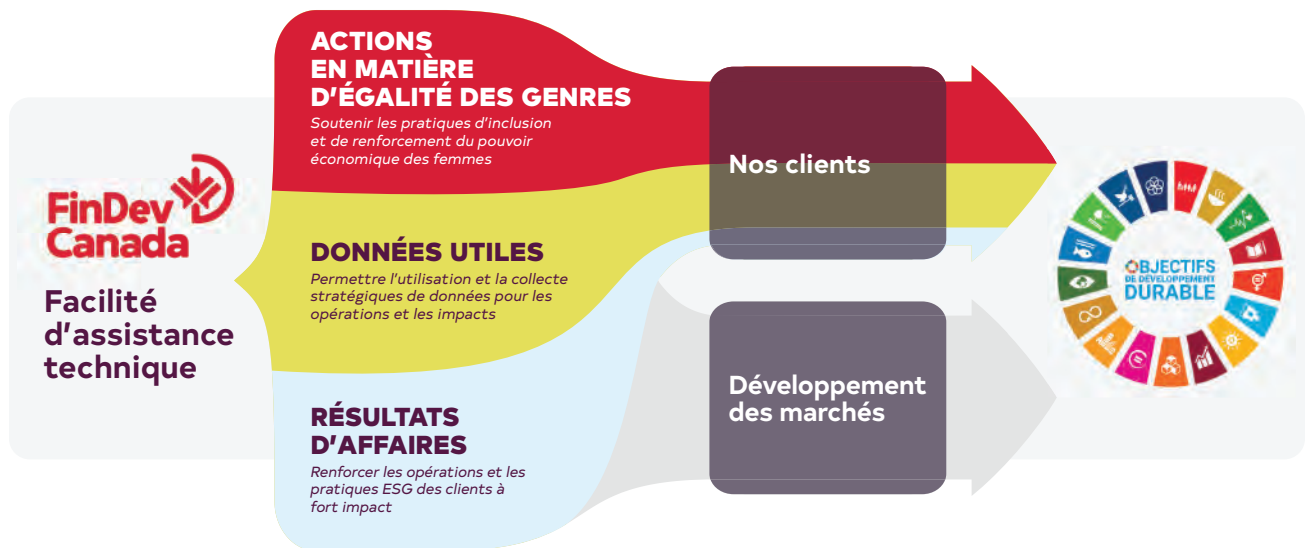 FinDev
Canada
Facilité
d'assistance
technique
ACTIONS
EN MATIÈRE
D'ÉGALITÉ DES GENRES
Soutenir les pratiques d'inclusion
et de renforcement du pouvoir
économique des femmes
DONNÉES UTILES
Permettre l'utilisation et la collecte
stratégiques de données pour les
opérations et les impacts
RÉSULTATS
D'AFFAIRES
Renforcer les opérations et les
pratiques ESG des clients à
fort impact
Nos clients
Développement
des marchés
OBJECTIFS
DE DÉVELOPPEMENT
DURABLE